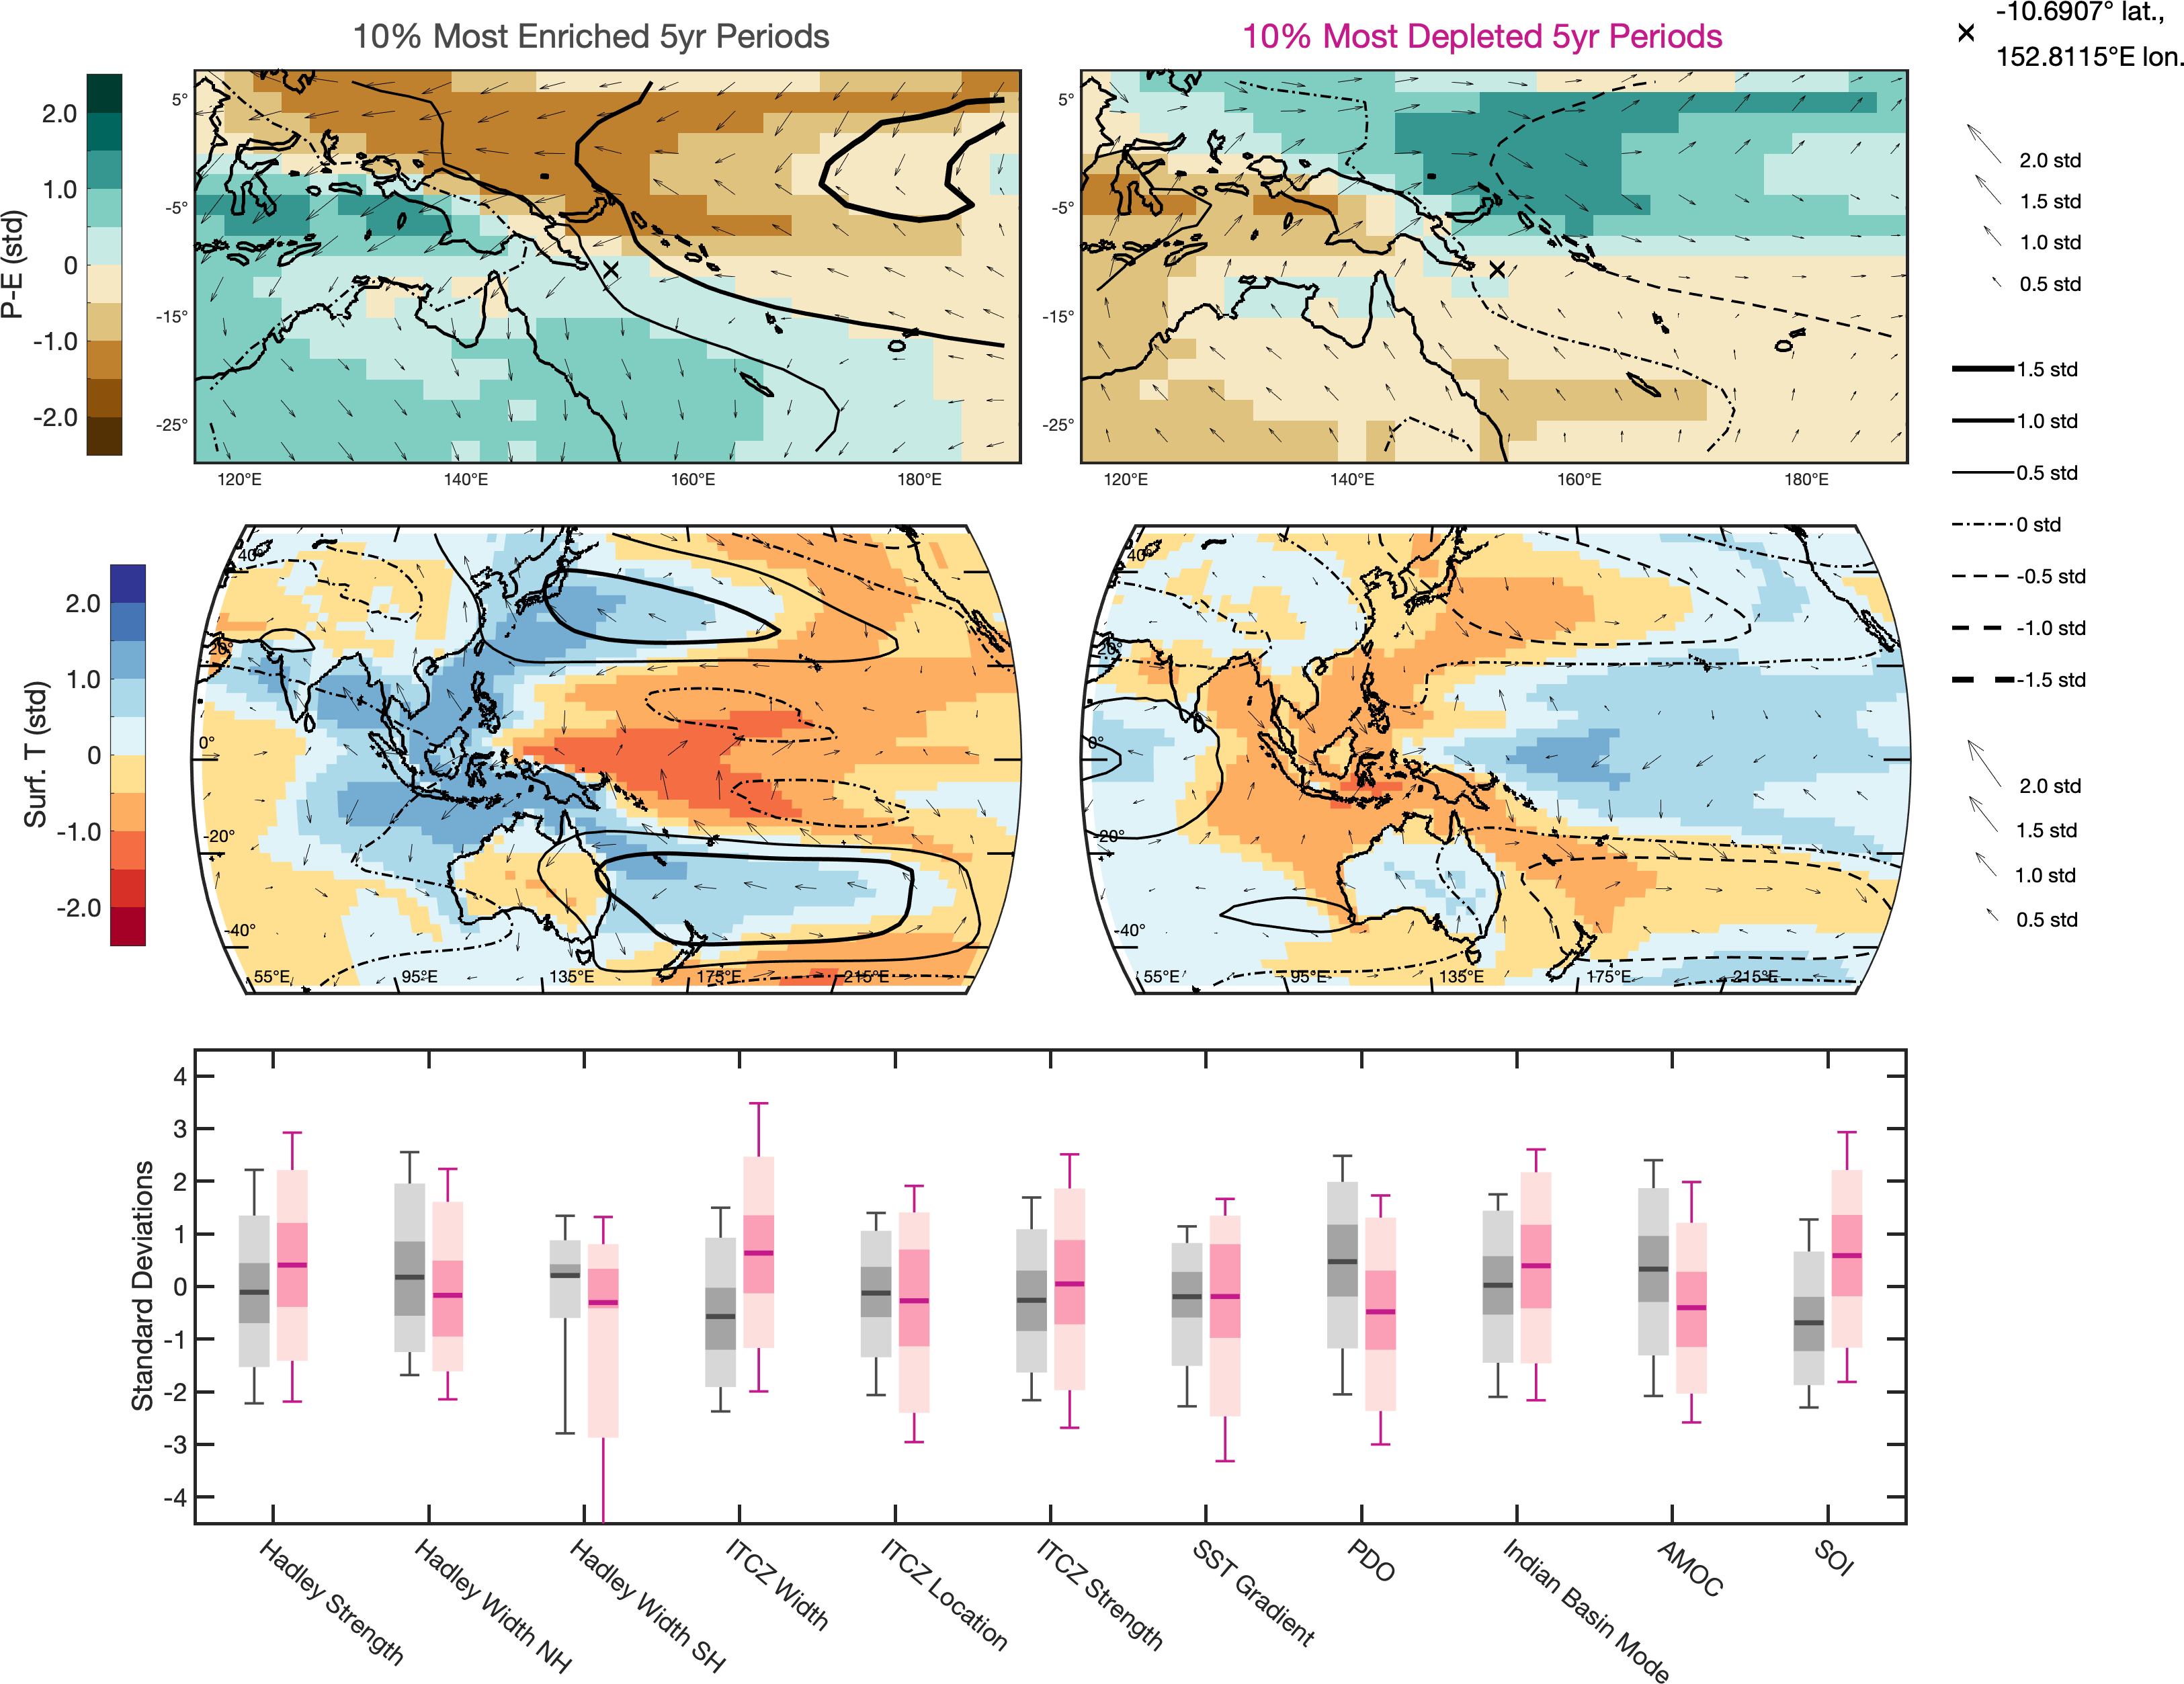 10% Most Enriched 5yr Periods
10% Most Depleted 5yr Periods
-10.6907° lat.,
152.8115°E lon.
P-E (std)
2.0
1.0
0
-1.0
-2.0
5°
-5°
-15°
-25°
120°E 140°E 160°E 180°E
5°
-5°
-15°
-25°
120°E 140°E 160°E 180°E
2.0 std
1.5 std
1.0 std
0.5 std
1.5 std
1.0 std
0.5 std
0 std
-0.5 std
-1.0 std
-1.5 std
2.0 std
1.5 std
1.0 std
0.5 std
Surf. T (std)
2.0
1.0
0
-1.0
-2.0
40°
20°
0°
-20°
-40°
55°E 95°E 135°E 175°E 215°E
40°
20°
0°
-20°
-40°
55°E 95°E 135°E 175°E 215°E
Standard Deviations
4
3
2
1
0
-1
-2
-3
-4
Hadley Strength
Hadley Width NH
Hadley Width SH
ITCZ Width
ITCZ Location
ITCZ Strength
SST Gradient
PDO
Indian Basin Mode
AMOC
SOI